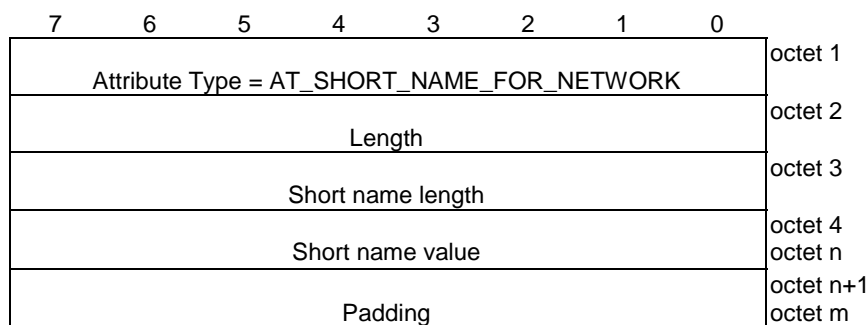 7 6 5 4 3 2 1 0
octet 1
Attribute Type = AT_SHORT_NAME_FOR_NETWORK
octet 2
Length
octet 3
Short name length
octet 4
Short name value octet n
octet n+1
Padding octet m